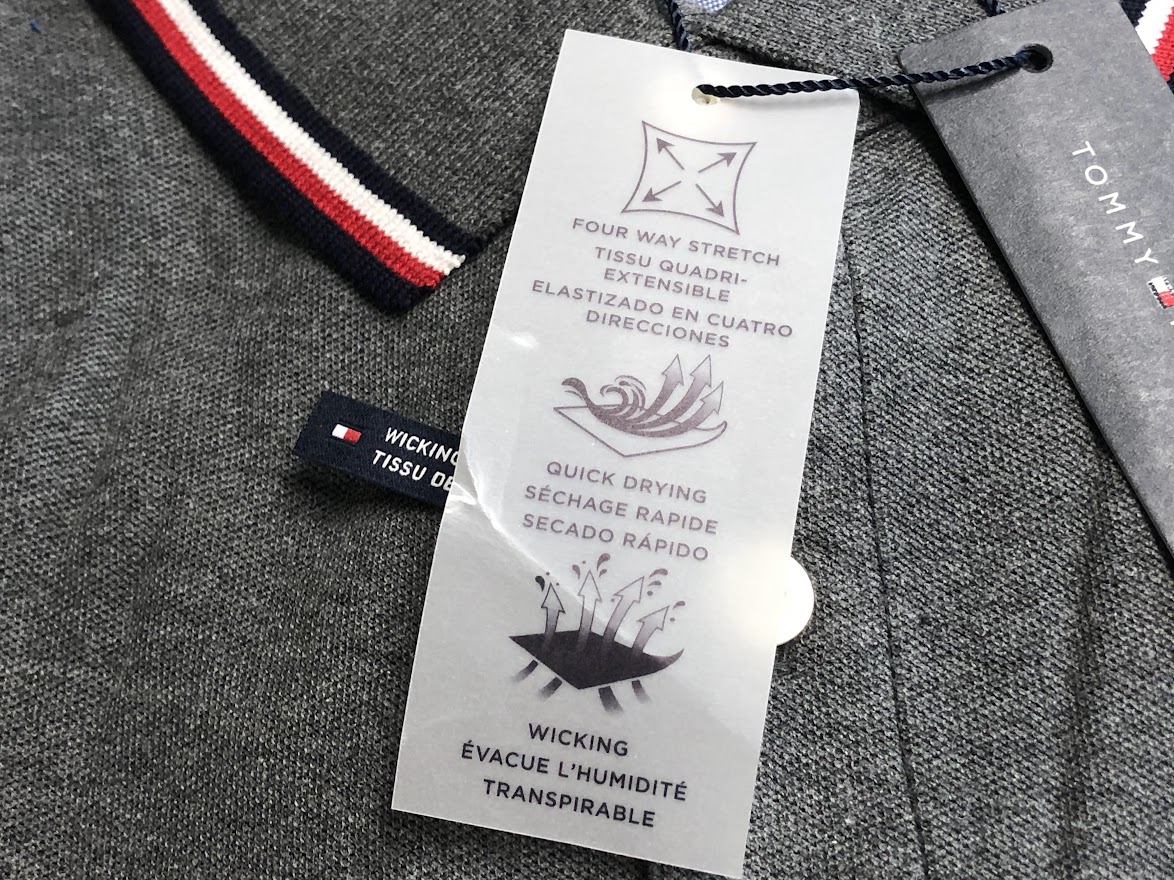 FOUR WAY STRETCH
TISSU QUADRI-
EXTENSIBLE
ELASTIZADO EN CUATRO
DIRECCIONES
QUICK DRYING
SÉCHAGE RAPIDE
SECADO RÁPIDO
WICKING
ÉVACUE L'HUMIDITÉ
TRANSPIRABLE
WICKING
TISSU
TOMMY